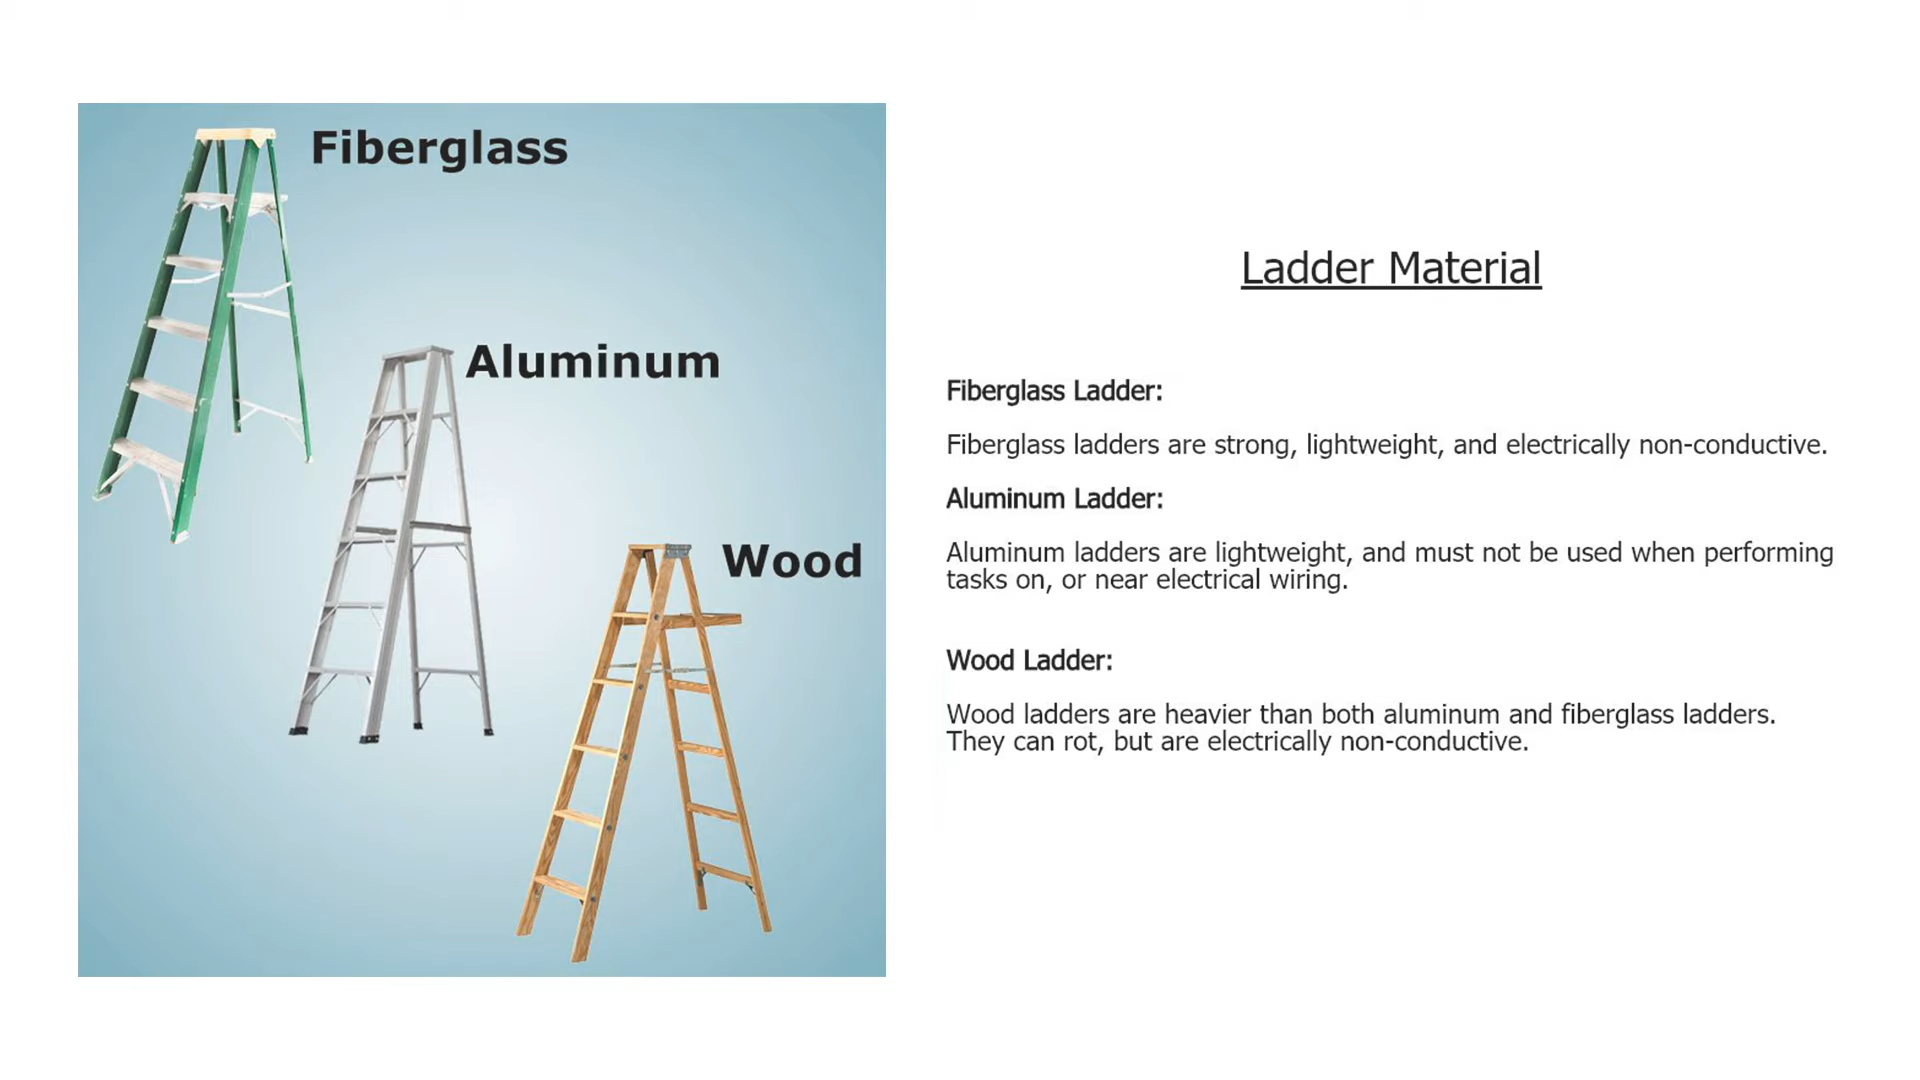 Fiberglass
Aluminum
Wood
Ladder Material
Fiberglass Ladder:
Fiberglass ladders are strong, lightweight, and electrically non-conductive.
Aluminum Ladder:
Aluminum ladders are lightweight, and must not be used when performing
tasks on, or near electrical wiring.
Wood Ladder:
Wood ladders are heavier than both aluminum and fiberglass ladders.
They can rot, but are electrically non-conductive.